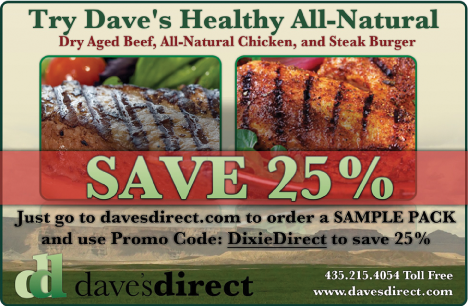 Try Dave's Healthy All-Natural
Dry Aged Beef, All-Natural Chicken, and Steak Burger
SAVE 25%
Just go to davesdirect.com to order a SAMPLE PACK
and use Promo Code: DixieDirect to save 25%
dd dave'sdirect
435.215.4054 Toll Free
www.davesdirect.com